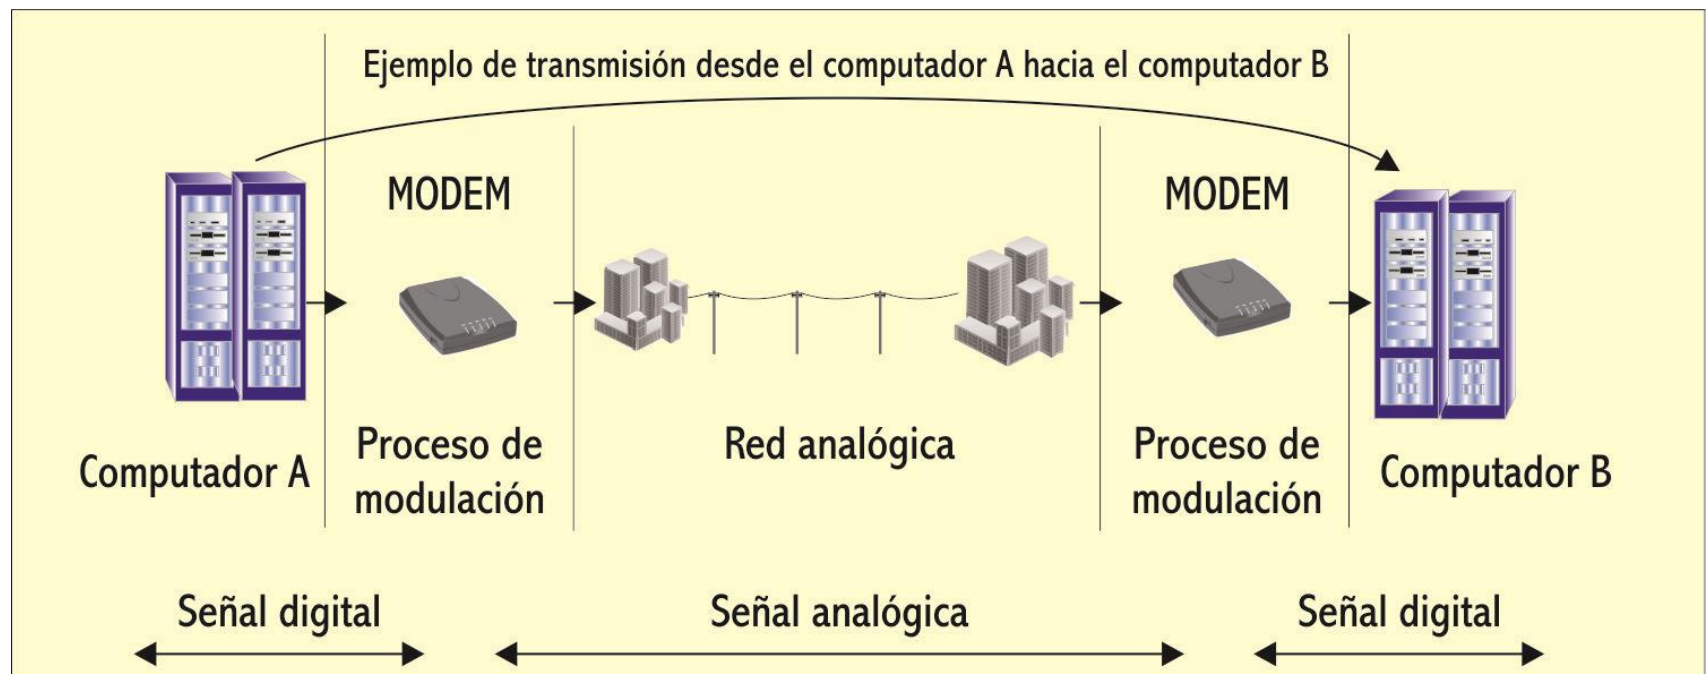 Ejemplo de transmisión desde el computador A hacia el computador B
MODEM
MODEM
Computador A
Proceso de
modulación
Red analógica
Proceso de
modulación
Computador B
Señal digital
Señal analógica
Señal digital